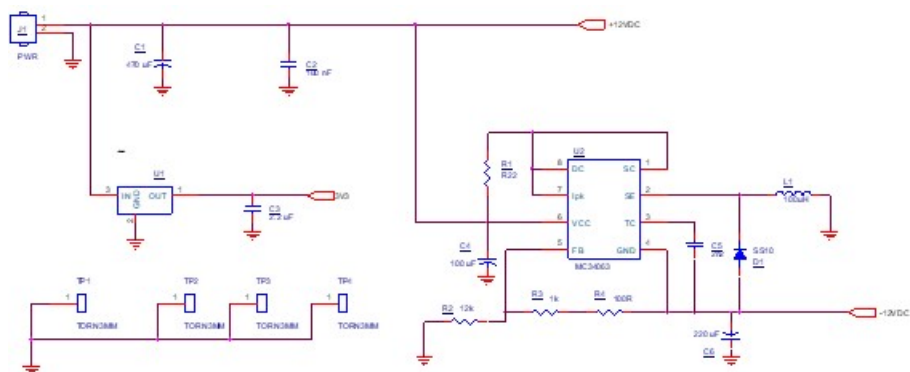 J1
1
2
PWR
C1
470 uF
C2
100 nF
+12VDC
U1
3
IN
OUT
1
GND
2
C3
2.2 uF
3V3
R1
R22
U2
8
DC
SC
1
7
Ipk
SE
2
6
VCC
TC
3
5
FB
GND
4
MC34063
L1
100uH
C4
100 uF
C5
SS10
D1
TP1
1
TORN3MM
TP2
1
TORN3MM
TP3
1
TORN3MM
TP4
1
TORN3MM
R2
12k
R3
1k
R4
100R
220 uF
C6
-12VDC